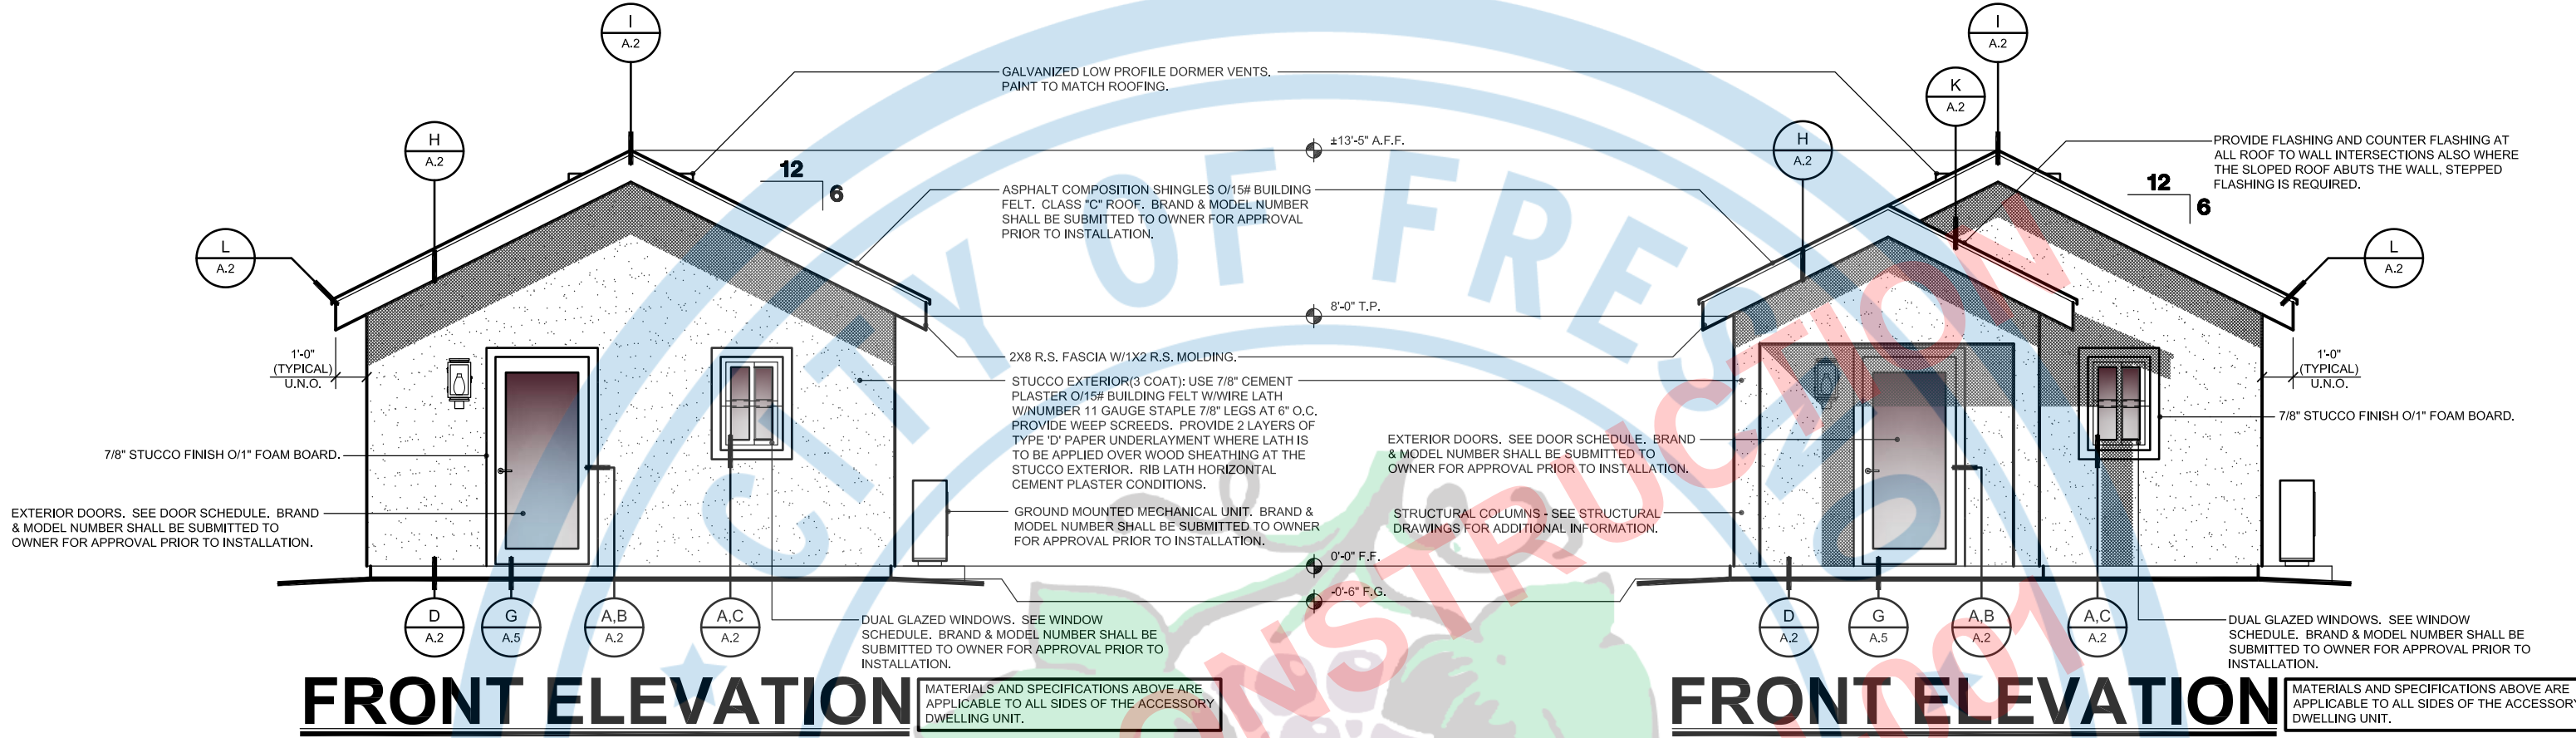 I
A.2
H
A.2
L
A.2
1'-0"
(TYPICAL)
U.N.O.
7/8" STUCCO FINISH O/1" FOAM BOARD.
EXTERIOR DOORS. SEE DOOR SCHEDULE. BRAND
& MODEL NUMBER SHALL BE SUBMITTED TO
OWNER FOR APPROVAL PRIOR TO INSTALLATION.
12
6
D
A.2
G
A.5
A,B
A.2
A,C
A.2
GALVANIZED LOW PROFILE DORMER VENTS.
PAINT TO MATCH ROOFING.
±13'-5" A.F.F.
ASPHALT COMPOSITION SHINGLES O/15# BUILDING
FELT. CLASS "C" ROOF. BRAND & MODEL NUMBER
SHALL BE SUBMITTED TO OWNER FOR APPROVAL
PRIOR TO INSTALLATION.
8'-0" T.P.
2X8 R.S. FASCIA W/1X2 R.S. MOLDING.
STUCCO EXTERIOR(3 COAT): USE 7/8" CEMENT
PLASTER O/15# BUILDING FELT W/WIRE LATH
W/NUMBER 11 GAUGE STAPLE 7/8" LEGS AT 6" O.C.
PROVIDE WEEP SCREEDS. PROVIDE 2 LAYERS OF
TYPE 'D' PAPER UNDERLAYMENT WHERE LATH IS
TO BE APPLIED OVER WOOD SHEATHING AT THE
STUCCO EXTERIOR. RIB LATH HORIZONTAL
CEMENT PLASTER CONDITIONS.
GROUND MOUNTED MECHANICAL UNIT. BRAND &
MODEL NUMBER SHALL BE SUBMITTED TO OWNER
FOR APPROVAL PRIOR TO INSTALLATION.
0'-0" F.F.
-0'-6" F.G.
DUAL GLAZED WINDOWS. SEE WINDOW
SCHEDULE. BRAND & MODEL NUMBER SHALL BE
SUBMITTED TO OWNER FOR APPROVAL PRIOR TO
INSTALLATION.
FRONT ELEVATION
MATERIALS AND SPECIFICATIONS ABOVE ARE
APPLICABLE TO ALL SIDES OF THE ACCESSORY
DWELLING UNIT.
I
A.2
K
A.2
H
A.2
PROVIDE FLASHING AND COUNTER FLASHING AT
ALL ROOF TO WALL INTERSECTIONS ALSO WHERE
THE SLOPED ROOF ABUTS THE WALL, STEPPED
FLASHING IS REQUIRED.
12
6
L
A.2
1'-0"
(TYPICAL)
U.N.O.
7/8" STUCCO FINISH O/1" FOAM BOARD.
EXTERIOR DOORS. SEE DOOR SCHEDULE. BRAND
& MODEL NUMBER SHALL BE SUBMITTED TO
OWNER FOR APPROVAL PRIOR TO INSTALLATION.
STRUCTURAL COLUMNS - SEE STRUCTURAL
DRAWINGS FOR ADDITIONAL INFORMATION.
D
A.2
G
A.5
A,B
A.2
A,C
A.2
DUAL GLAZED WINDOWS. SEE WINDOW
SCHEDULE. BRAND & MODEL NUMBER SHALL BE
SUBMITTED TO OWNER FOR APPROVAL PRIOR TO
INSTALLATION.
FRONT ELEVATION
MATERIALS AND SPECIFICATIONS ABOVE ARE
APPLICABLE TO ALL SIDES OF THE ACCESSORY
DWELLING UNIT.
CITY OF FRESNO
ONSTRUCTION
001